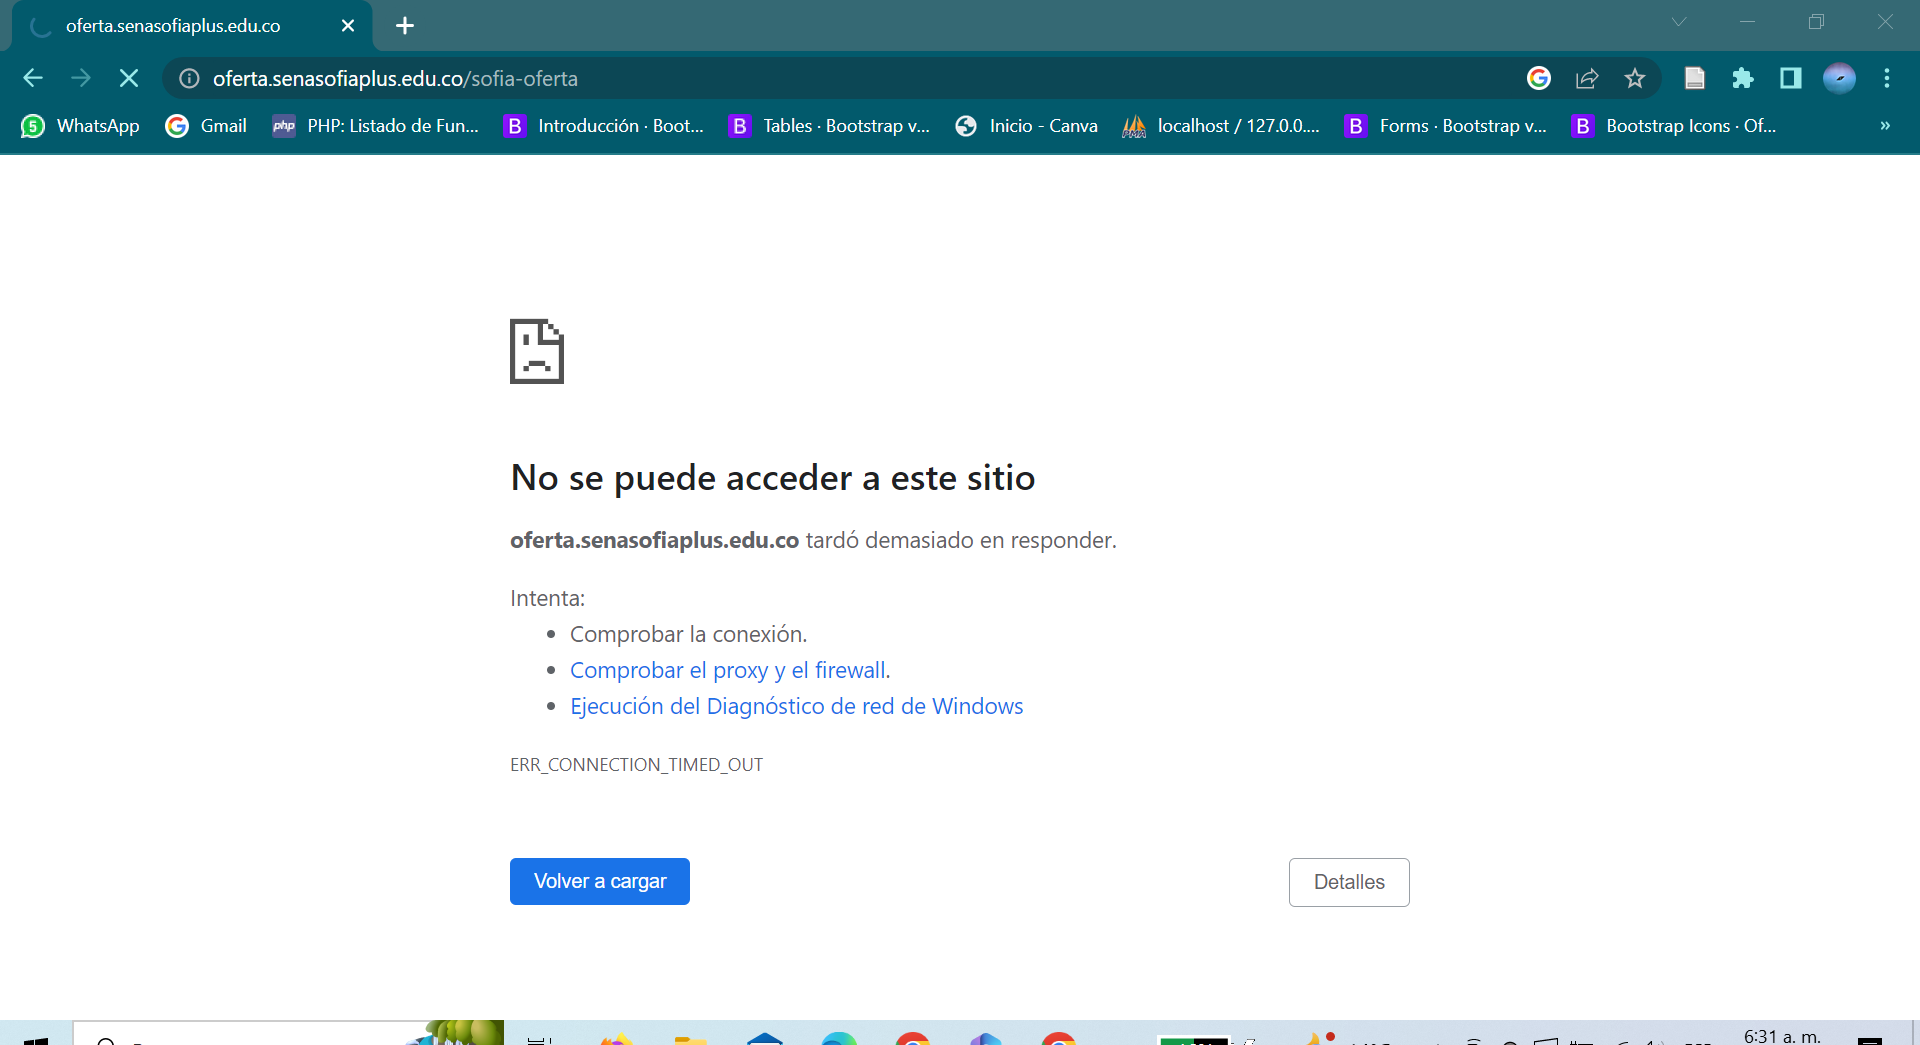 oferta.senasofiaplus.edu.co
oferta.senasofiaplus.edu.co/sofia-oferta
5 WhatsApp Gmail php PHP: Listado de Fun... B Introducción · Boot... B Tables · Bootstrap v... Inicio - Canva PMA localhost / 127.0.0.... B Forms · Bootstrap v... B Bootstrap Icons · Of... »
No se puede acceder a este sitio
oferta.senasofiaplus.edu.co tardó demasiado en responder.
Intenta:
• Comprobar la conexión.
• Comprobar el proxy y el firewall.
• Ejecución del Diagnóstico de red de Windows
ERR_CONNECTION_TIMED_OUT
Volver a cargar Detalles
6:31 a. m.